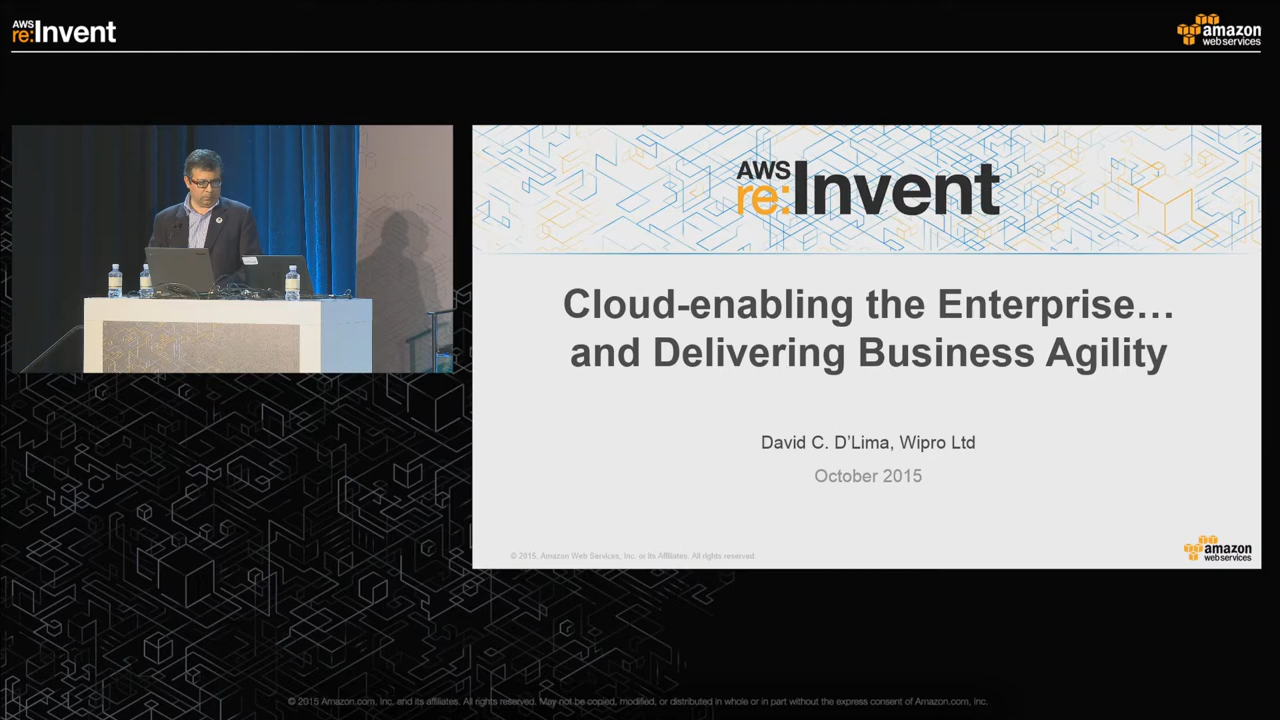 AWS
re:Invent
amazon
web services
AWS
re:Invent
Cloud-enabling the Enterprise…
and Delivering Business Agility
David C. D'Lima, Wipro Ltd
October 2015
© 2015, Amazon Web Services, Inc. or its Affiliates. All rights reserved.
amazon
web services
© 2015 Amazon.com, Inc. and its affiliates. All rights reserved. May not be copied, modified, or distributed in whole or in part without the express consent of Amazon.com, Inc.